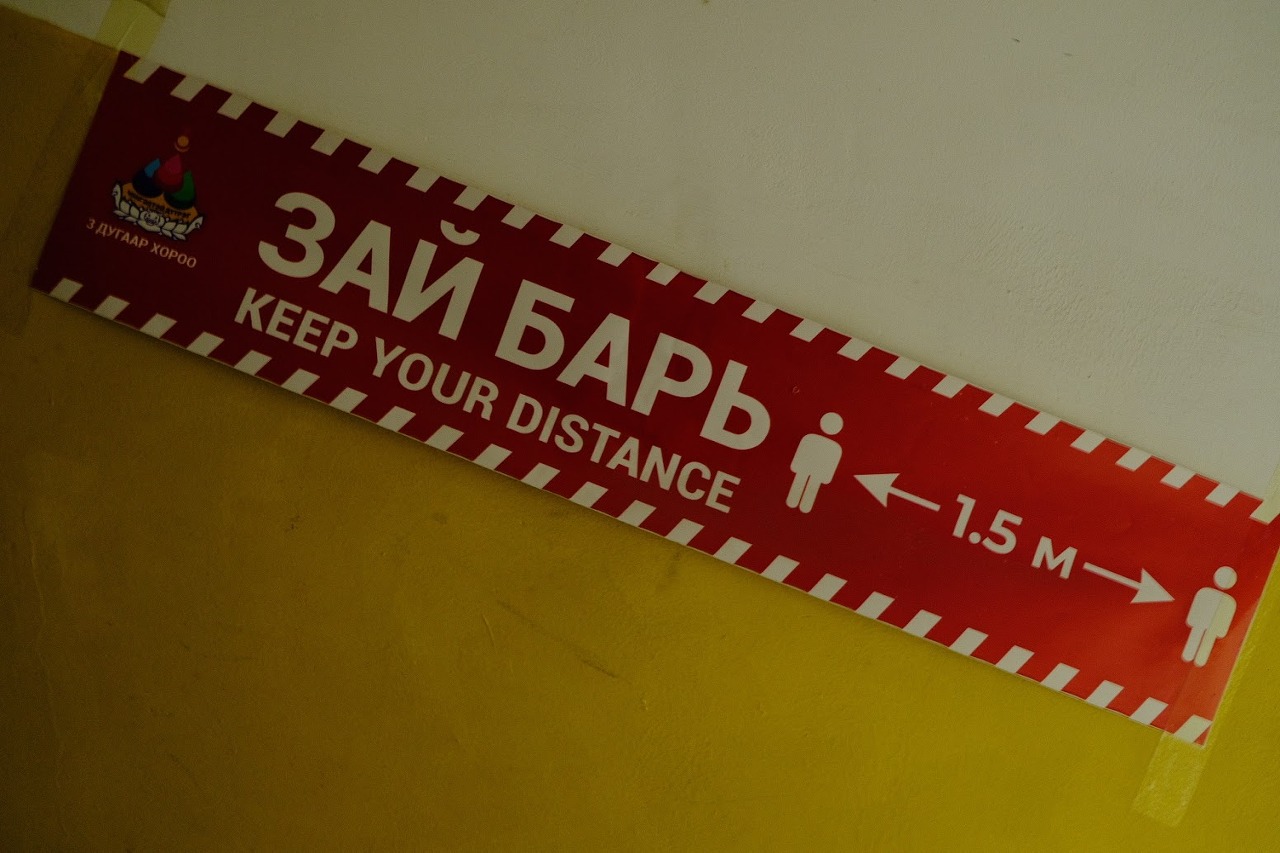 3 ДУГААР ХОРОО
ЗАЙ БАРЬ
KEEP YOUR DISTANCE
1.5 м